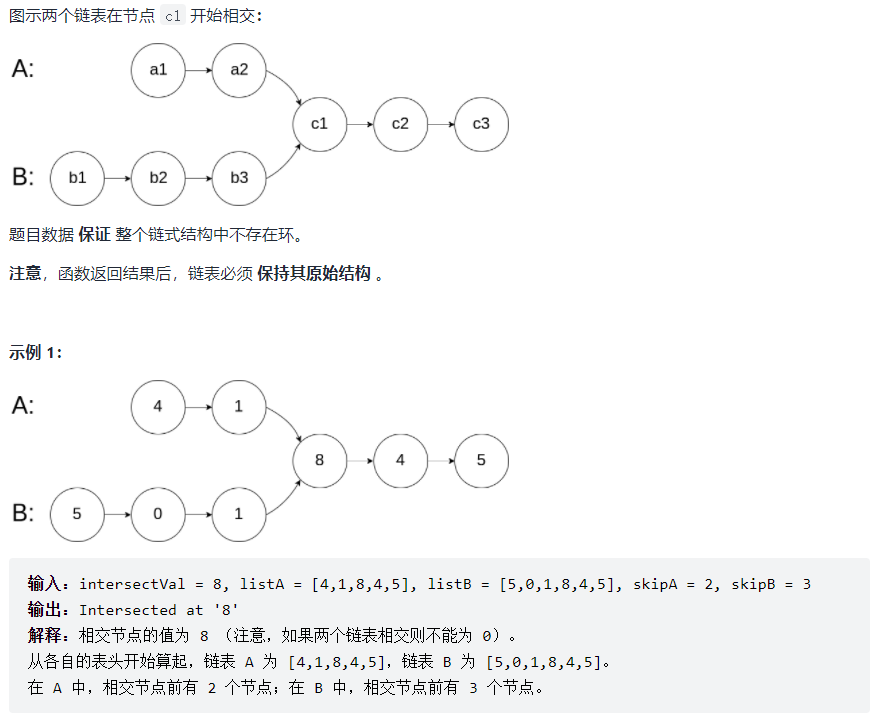 图示两个链表在节点 c1 开始相交：
A:
a1
a2
c1
c2
c3
B:
b1
b2
b3
题目数据 保证 整个链式结构中不存在环。
注意，函数返回结果后，链表必须 保持其原始结构 。
示例 1：
A:
4
1
8
4
5
B:
5
0
1
输入：intersectVal = 8, listA = [4,1,8,4,5], listB = [5,0,1,8,4,5], skipA = 2, skipB = 3
输出：Intersected at '8'
解释：相交节点的值为 8 （注意，如果两个链表相交则不能为 0）。
从各自的表头开始算起，链表 A 为 [4,1,8,4,5]，链表 B 为 [5,0,1,8,4,5]。
在 A 中，相交节点前有 2 个节点；在 B 中，相交节点前有 3 个节点。